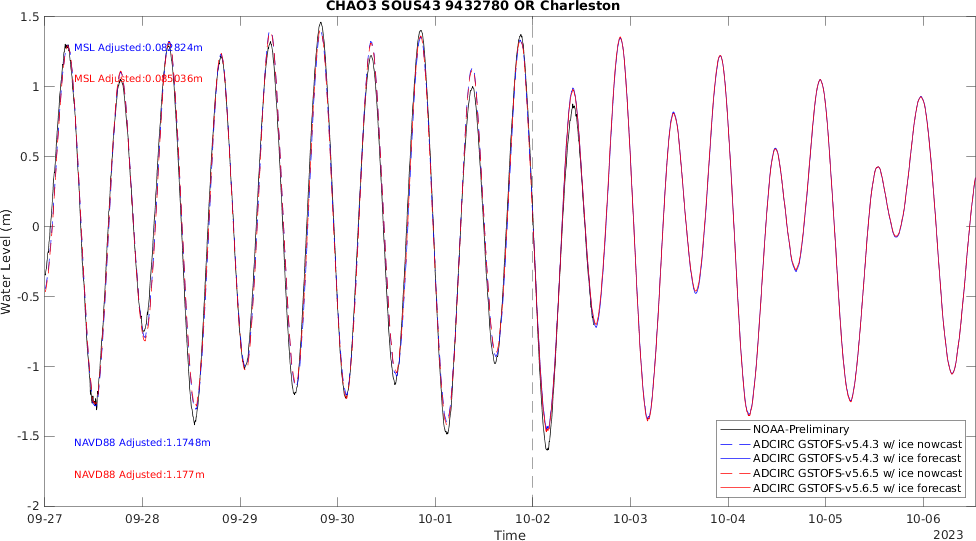 CHAO3 SOUS43 9432780 OR Charleston
1.5
1
0.5
0
-0.5
-1
-1.5
-2
Water Level (m)
MSL Adjusted:0.082824m
MSL Adjusted:0.085036m
NAVD88 Adjusted:1.1748m
NAVD88 Adjusted:1.177m
NOAA-Preliminary
ADCIRC GSTOFS-v5.4.3 w/ ice nowcast
ADCIRC GSTOFS-v5.4.3 w/ ice forecast
ADCIRC GSTOFS-v5.6.5 w/ ice nowcast
ADCIRC GSTOFS-v5.6.5 w/ ice forecast
09-27 09-28 09-29 09-30 10-01 10-02 10-03 10-04 10-05 10-06
Time
2023